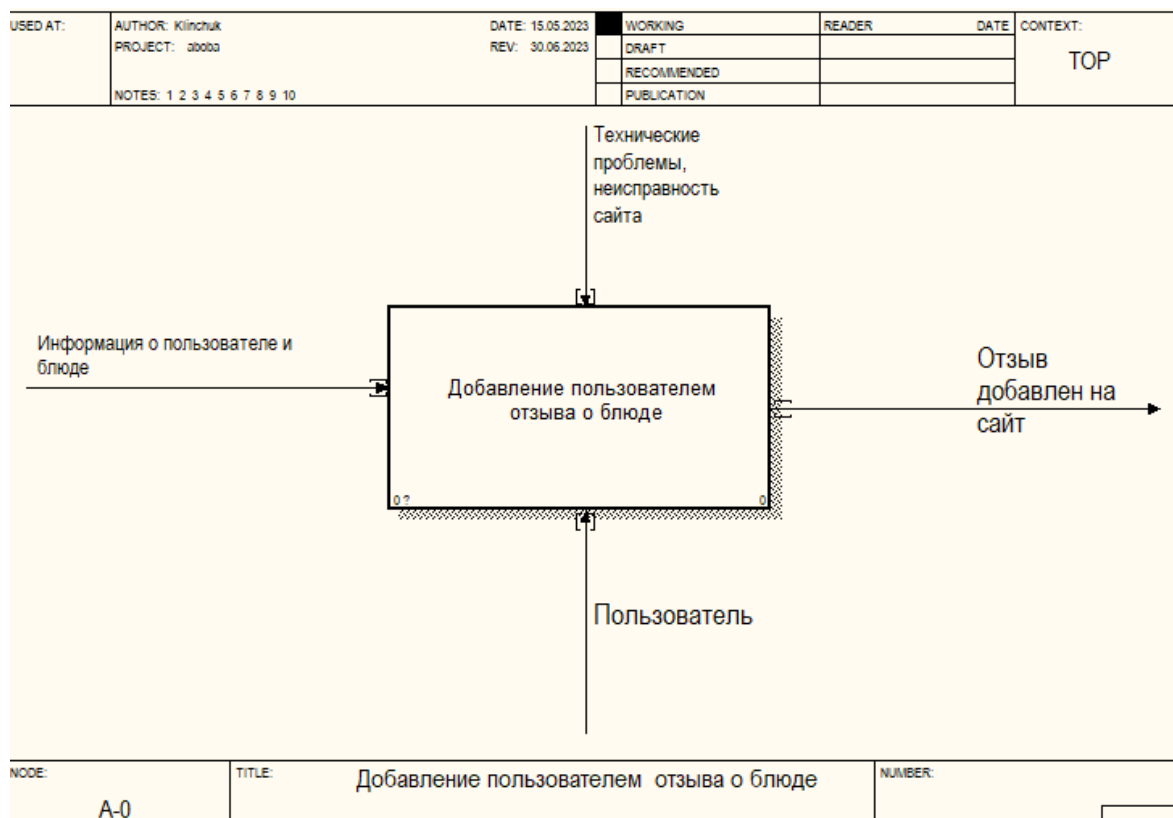 USED AT:
AUTHOR: Klinchuk
DATE: 15.05.2023
WORKING
READER
DATE
CONTEXT:
PROJECT: aboba
REV: 30.06.2023
DRAFT
TOP
RECOMMENDED
NOTES: 1 2 3 4 5 6 7 8 9 10
PUBLICATION
Технические
проблемы,
неисправность
сайта
Информация о пользователе и
блюде
Добавление пользователем
отзыва о блюде
0 ?
0
Отзыв
добавлен на
сайт
Пользователь
NODE:
TITLE:
Добавление пользователем отзыва о блюде
NUMBER:
A-0